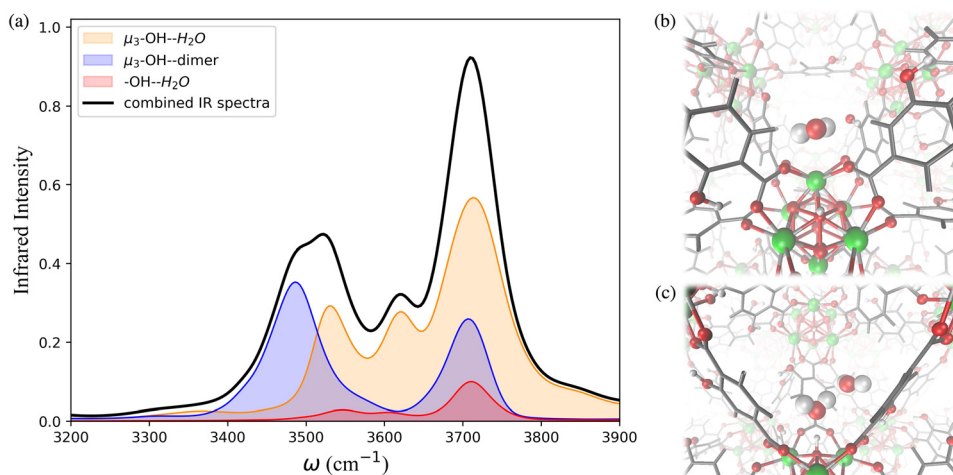 (a)
1.0
0.8
0.6
0.4
0.2
0.0
Infrared Intensity
μ₃-OH--H₂O
μ₃-OH--dimer
-OH--H₂O
combined IR spectra
3200 3300 3400 3500 3600 3700 3800 3900
ω (cm⁻¹)
(b)
(c)